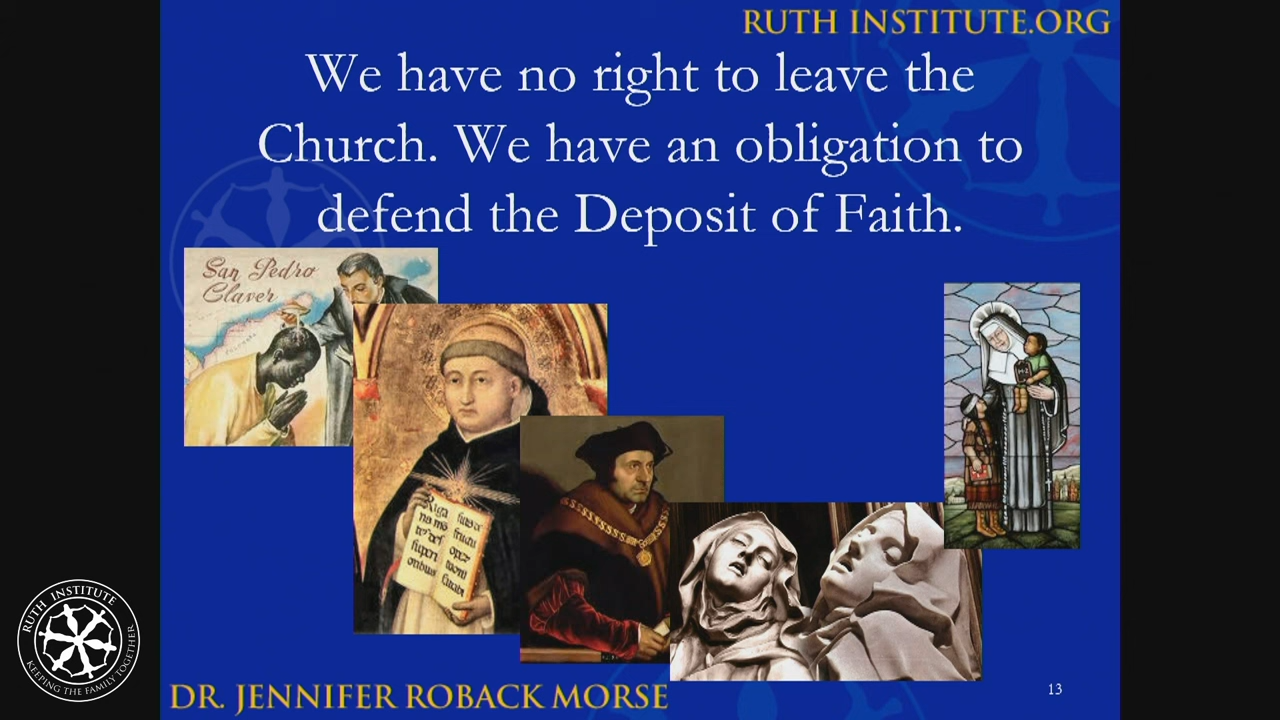 RUTH INSTITUTE.ORG
We have no right to leave the
Church. We have an obligation to
defend the Deposit of Faith.
San Pedro
Claver
RUTH INSTITUTE
KEEPING THE FAMILY TOGETHER
DR. JENNIFER ROBACK MORSE
13